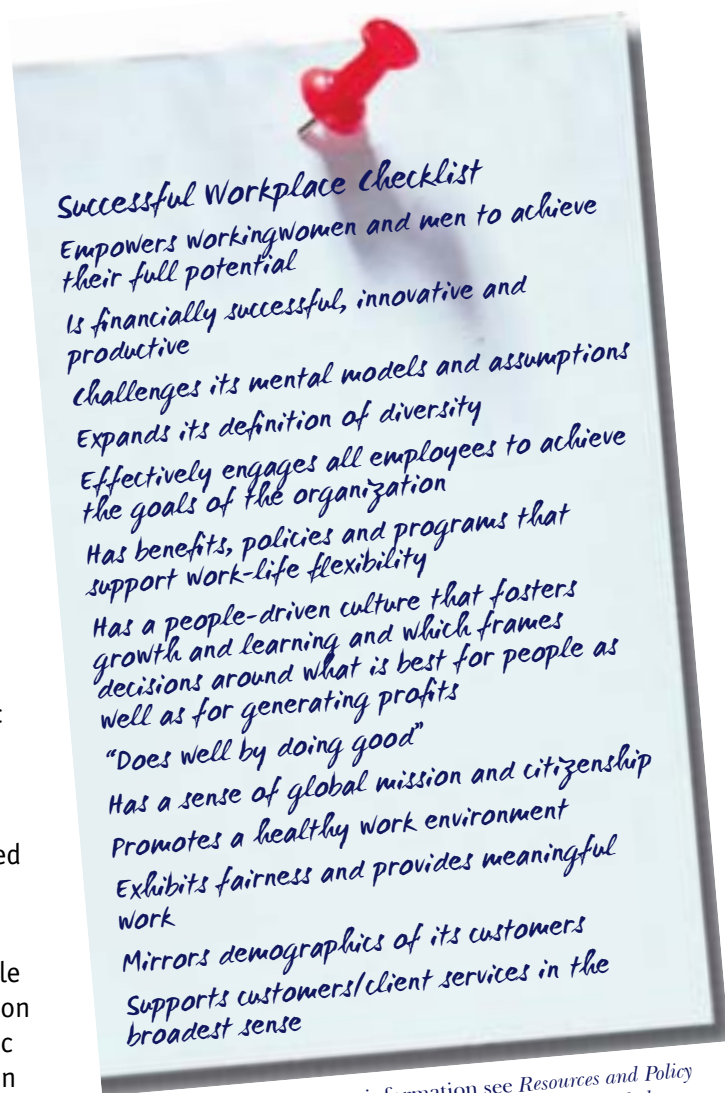 Successful Workplace Checklist
Empowers workingwomen and men to achieve
their full potential
Is financially successful, innovative and
productive
Challenges its mental models and assumptions
Expands its definition of diversity
Effectively engages all employees to achieve
the goals of the organization
Has benefits, policies and programs that
support work-life flexibility
Has a people-driven culture that fosters
growth and learning and which frames
decisions around what is best for people as
well as for generating profits
"Does well by doing good"
Has a sense of global mission and citizenship
Promotes a healthy work environment
Exhibits fairness and provides meaningful
work
Mirrors demographics of its customers
Supports customers/client services in the
broadest sense
see Resources and Policy